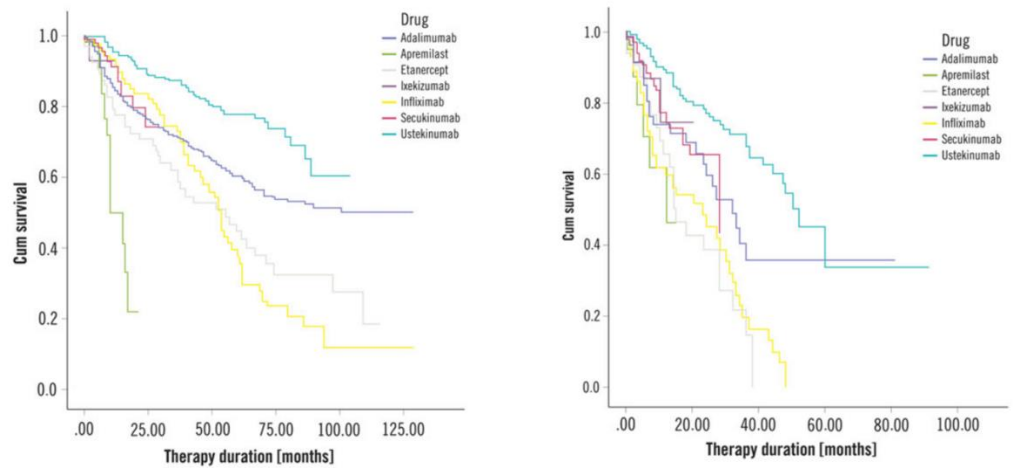 Drug
Adalimumab
Apremilast
Etanercept
Ixekizumab
Infliximab
Secukinumab
Ustekinumab
1.0
0.8
0.6
0.4
0.2
0.0
Cum survival
.00 25.00 50.00 75.00 100.00 125.00
Therapy duration [months]
Drug
Adalimumab
Apremilast
Etanercept
Ixekizumab
Infliximab
Secukinumab
Ustekinumab
1.0
0.8
0.6
0.4
0.2
0.0
Cum survival
.00 20.00 40.00 60.00 80.00 100.00
Therapy duration [months]